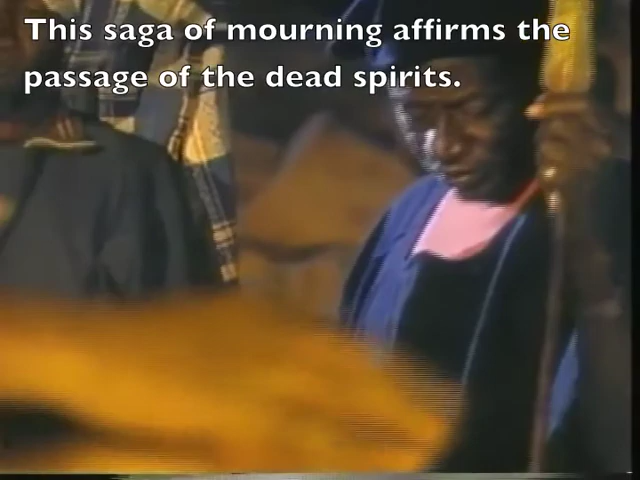 This saga of mourning affirms the
passage of the dead spirits.